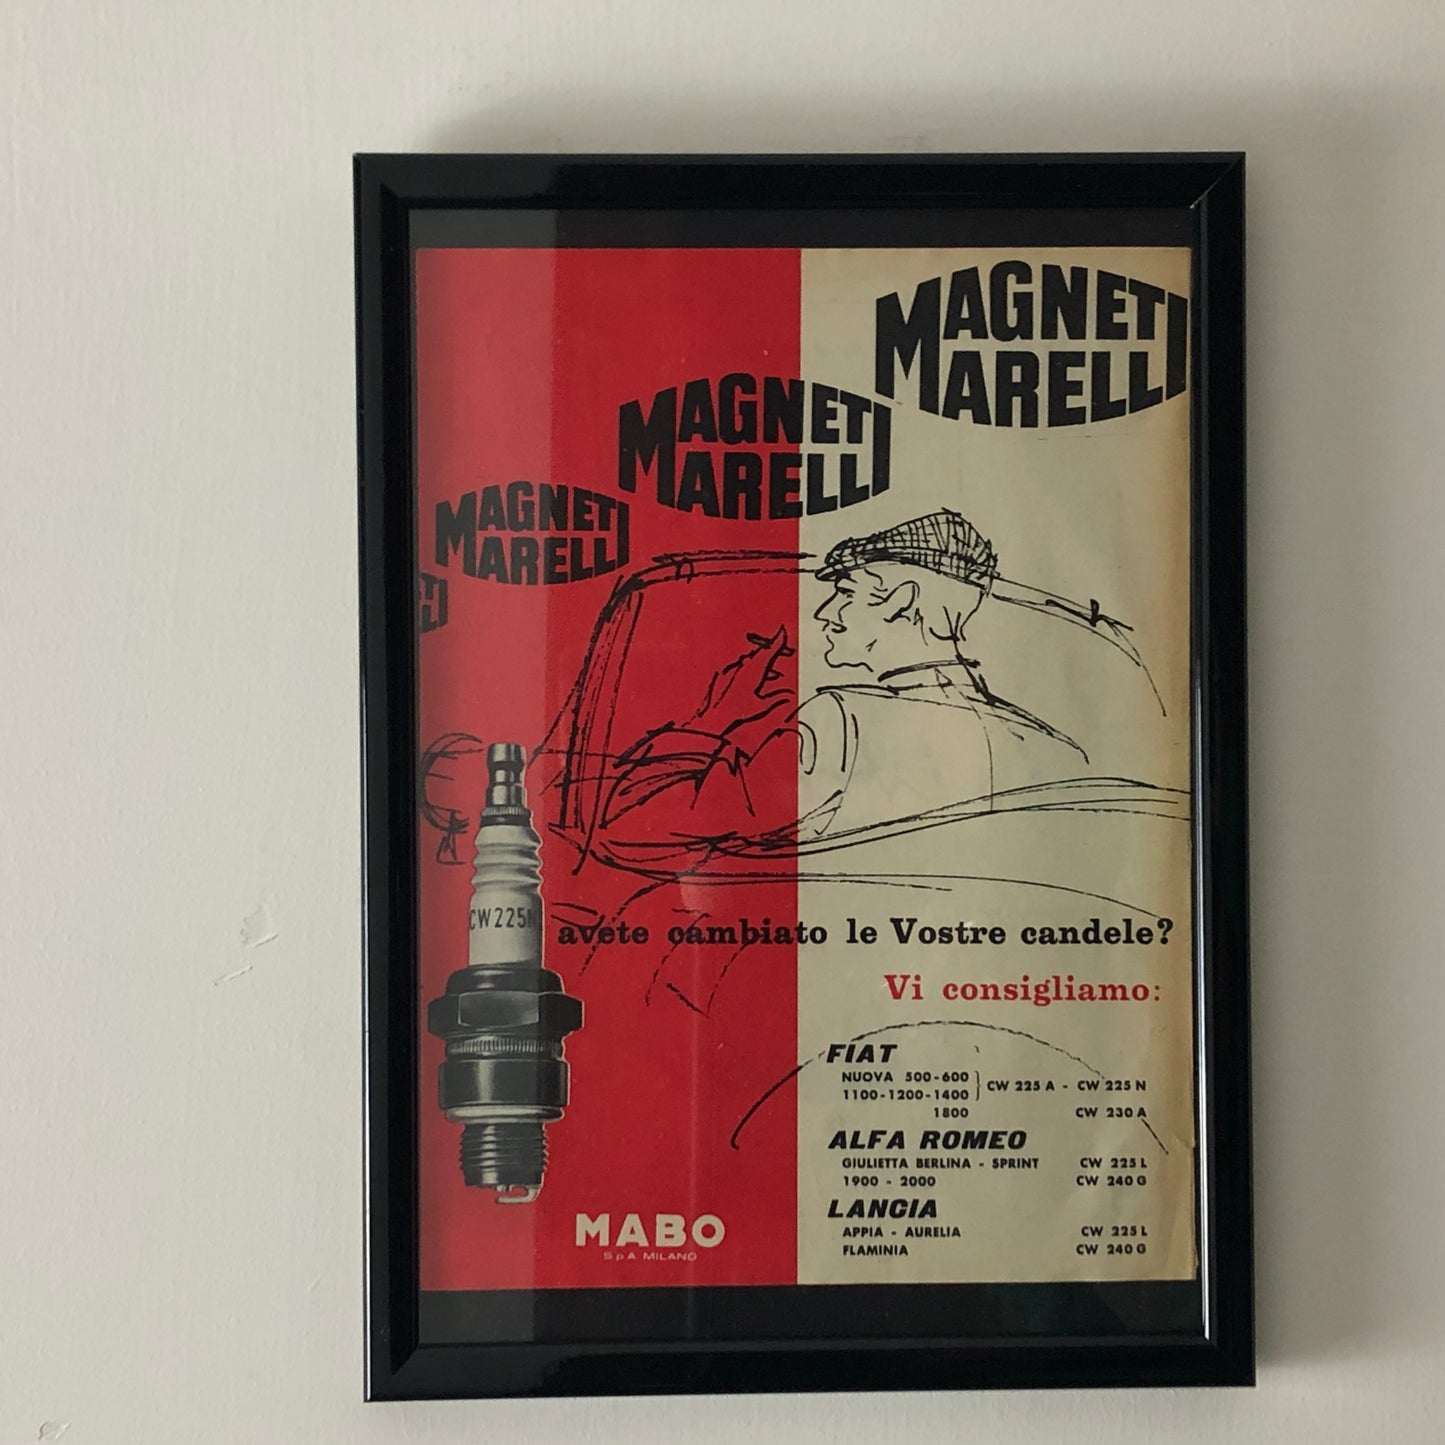 MAGNETI
MARELLI
MAGNETI
MARELLI
MAGNETI
MARELLI
TI
LI
CW225N
avete cambiato le Vostre candele?
Vi consigliamo:
FIAT
NUOVA 500-600
1100-1200-1400
CW 225 A - CW 225 N
1800 CW 230 A
ALFA ROMEO
GIULIETTA BERLINA - SPRINT CW 225 L
1900 - 2000 CW 240 G
LANCIA
APPIA - AURELIA CW 225 L
FLAMINIA CW 240 G
MABO
S p A MILANO